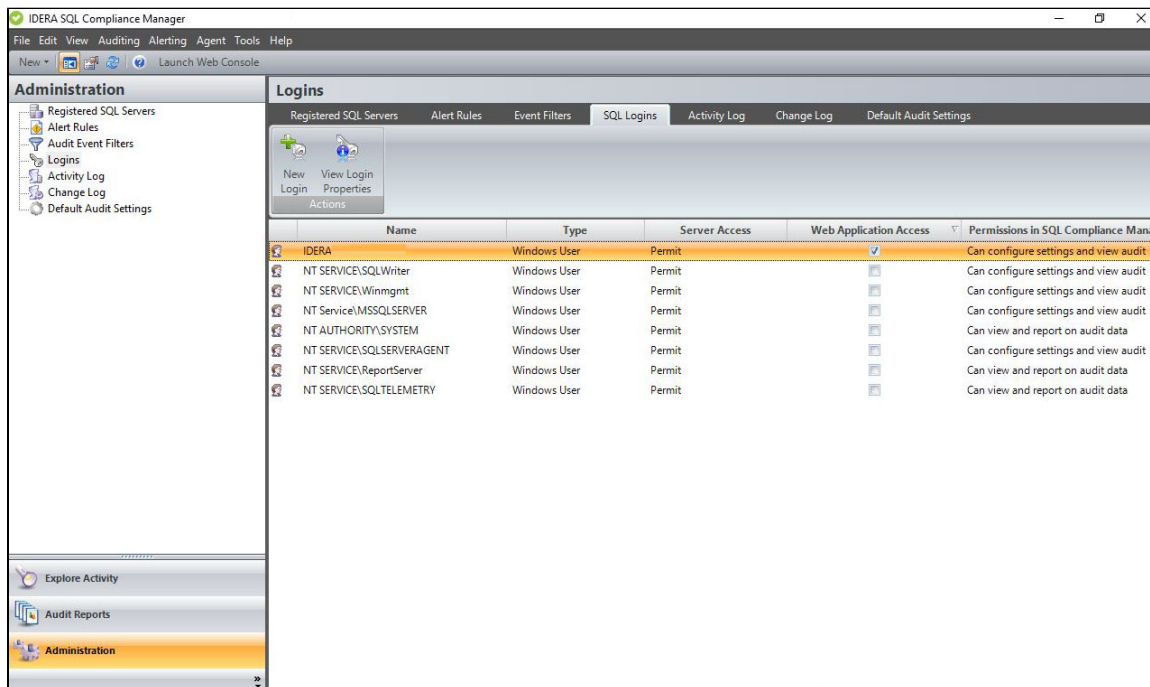 IDERA SQL Compliance Manager
File Edit View Auditing Alerting Agent Tools Help
New Launch Web Console
Administration
Registered SQL Servers
Alert Rules
Audit Event Filters
Logins
Activity Log
Change Log
Default Audit Settings
Explore Activity
Audit Reports
Administration
Logins
Registered SQL Servers Alert Rules Event Filters SQL Logins Activity Log Change Log Default Audit Settings
New Login View Login Properties
Actions
Name Type Server Access Web Application Access Permissions in SQL Compliance Mana
IDERA Windows User Permit Can configure settings and view audit
NT SERVICE\SQLWriter Windows User Permit Can configure settings and view audit
NT SERVICE\Winmgmt Windows User Permit Can configure settings and view audit
NT Service\MSSQLSERVER Windows User Permit Can configure settings and view audit
NT AUTHORITY\SYSTEM Windows User Permit Can view and report on audit data
NT SERVICE\SQLSERVERAGENT Windows User Permit Can configure settings and view audit
NT SERVICE\ReportServer Windows User Permit Can view and report on audit data
NT SERVICE\SQLTELEMETRY Windows User Permit Can view and report on audit data